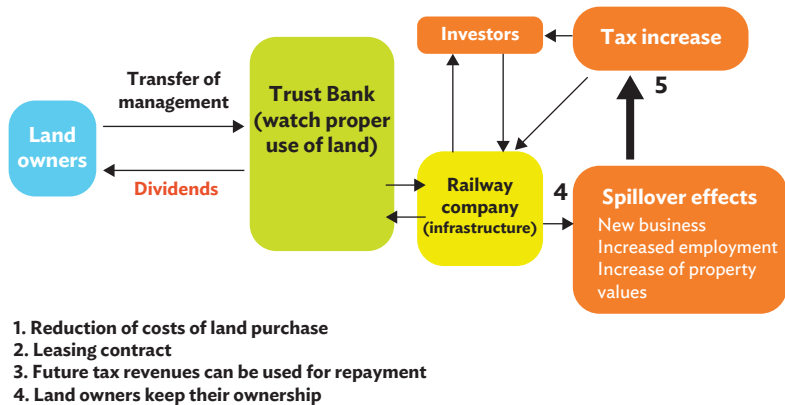 Investors
Tax increase
Transfer of
management
Trust Bank
(watch proper
use of land)
5
Land
owners
Dividends
Railway
company
(infrastructure)
4
Spillover effects
New business
Increased employment
Increase of property
values
1. Reduction of costs of land purchase
2. Leasing contract
3. Future tax revenues can be used for repayment
4. Land owners keep their ownership